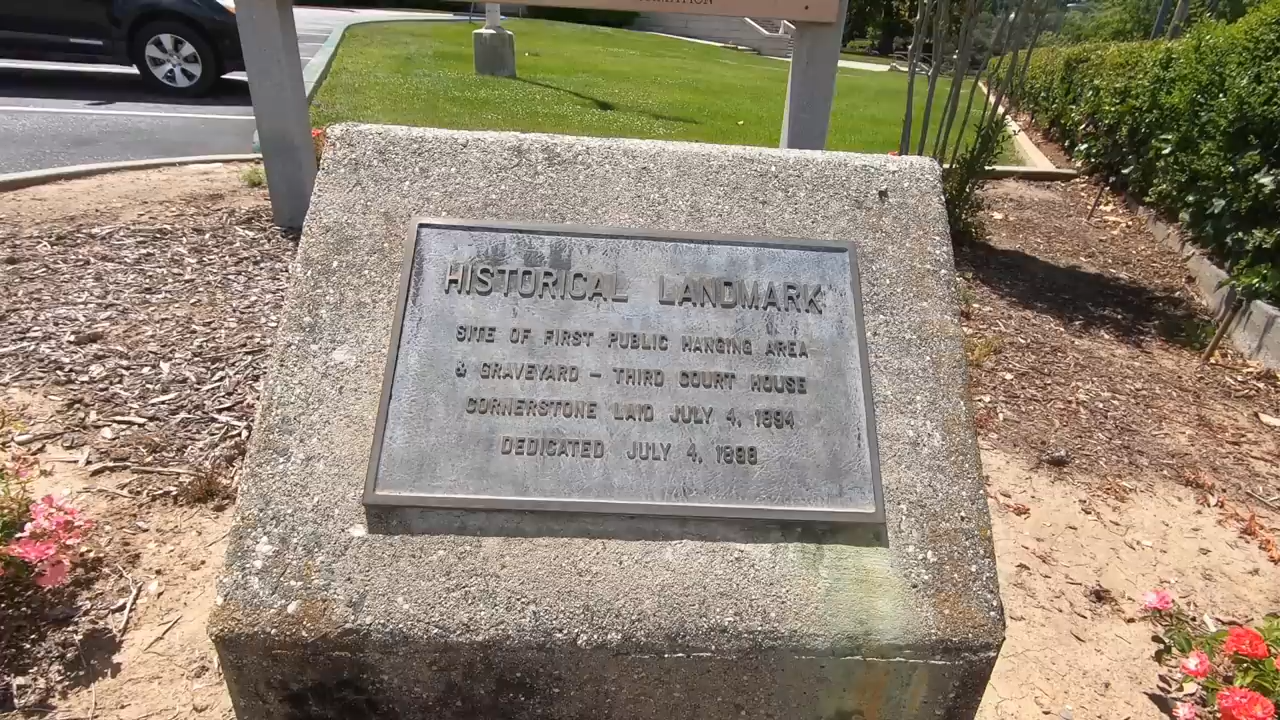 HISTORICAL LANDMARK
SITE OF FIRST PUBLIC HANGING AREA
& GRAVEYARD – THIRD COURT HOUSE
CORNERSTONE LAID JULY 4, 1894
DEDICATED JULY 4, 1898